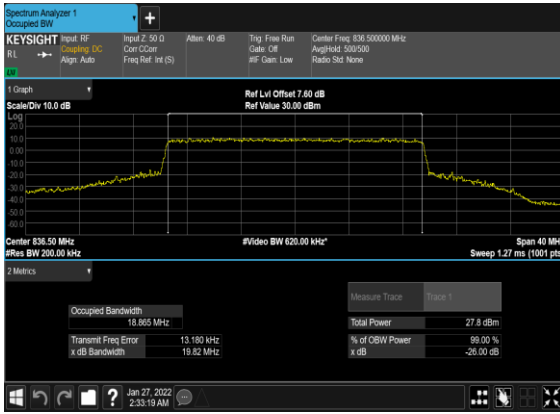 Spectrum Analyzer 1
Occupied BW
+
KEYSIGHT
Input: RF
Input Z: 50 Ω
Atten: 40 dB
Trig: Free Run
Center Freq: 836.500000 MHz
RL
Coupling: DC
Corr CCorr
Gate: Off
Avg|Hold: 500/500
Align: Auto
Freq Ref: Int (S)
#IF Gain: Low
Radio Std: None
LW
1 Graph
Ref Lvl Offset 7.60 dB
Scale/Div 10.0 dB
Ref Value 30.00 dBm
Log
20.0
10.0
0.00
-10.0
-20.0
-30.0
-40.0
-50.0
-60.0
Center 836.50 MHz
#Video BW 620.00 kHz*
Span 40 MH
#Res BW 200.00 kHz
Sweep 1.27 ms (1001 pts
2 Metrics
Measure Trace
Trace 1
Occupied Bandwidth
18.865 MHz
Total Power
27.8 dBm
Transmit Freq Error
13.180 kHz
% of OBW Power
99.00 %
x dB Bandwidth
19.82 MHz
x dB
-26.00 dB
?
Jan 27, 2022
2:33:19 AM